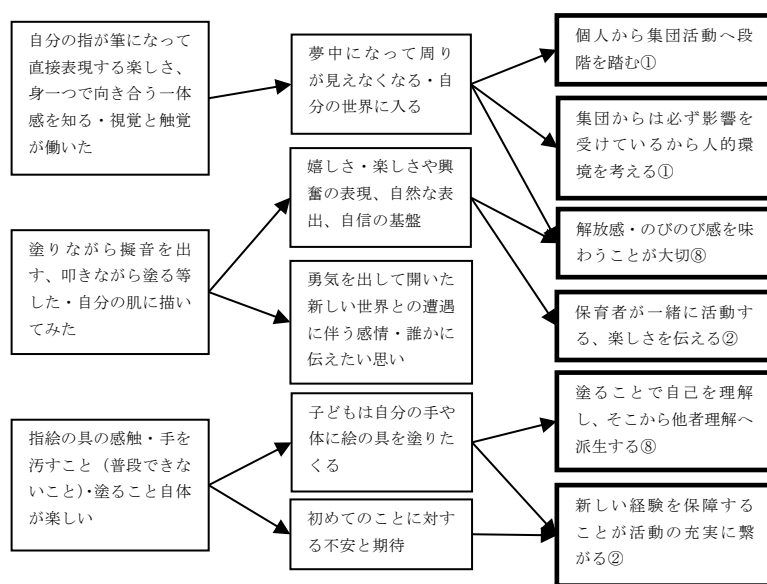 自分の指が筆になって
直接表現する楽しさ、
身一つで向き合う一体
感を知る・視覚と触覚
が働いた
塗りながら擬音を出
す、叩きながら塗る等
した・自分の肌に描い
てみた
指絵の具の感触・手を
汚すこと（普段できな
いこと）・塗ること自体
が楽しい
夢中になって周り
が見えなくなる・自
分の世界に入る
嬉しさ・楽しさや興
奮の表現、自然な表
出、自信の基盤
勇気を出して開いた
新しい世界との遭遇
に伴う感情・誰かに
伝えたい思い
子どもは自分の手や
体に絵の具を塗りた
くる
初めてのことに対す
る不安と期待
個人から集団活動へ段
階を踏む①
集団からは必ず影響を
受けているから人的環
境を考える①
解放感・のびのび感を味
わうことが大切⑧
保育者が一緒に活動す
る、楽しさを伝える②
塗ることで自己を理解
し、そこから他者理解へ
派生する⑧
新しい経験を保障する
ことが活動の充実に繋
がる②